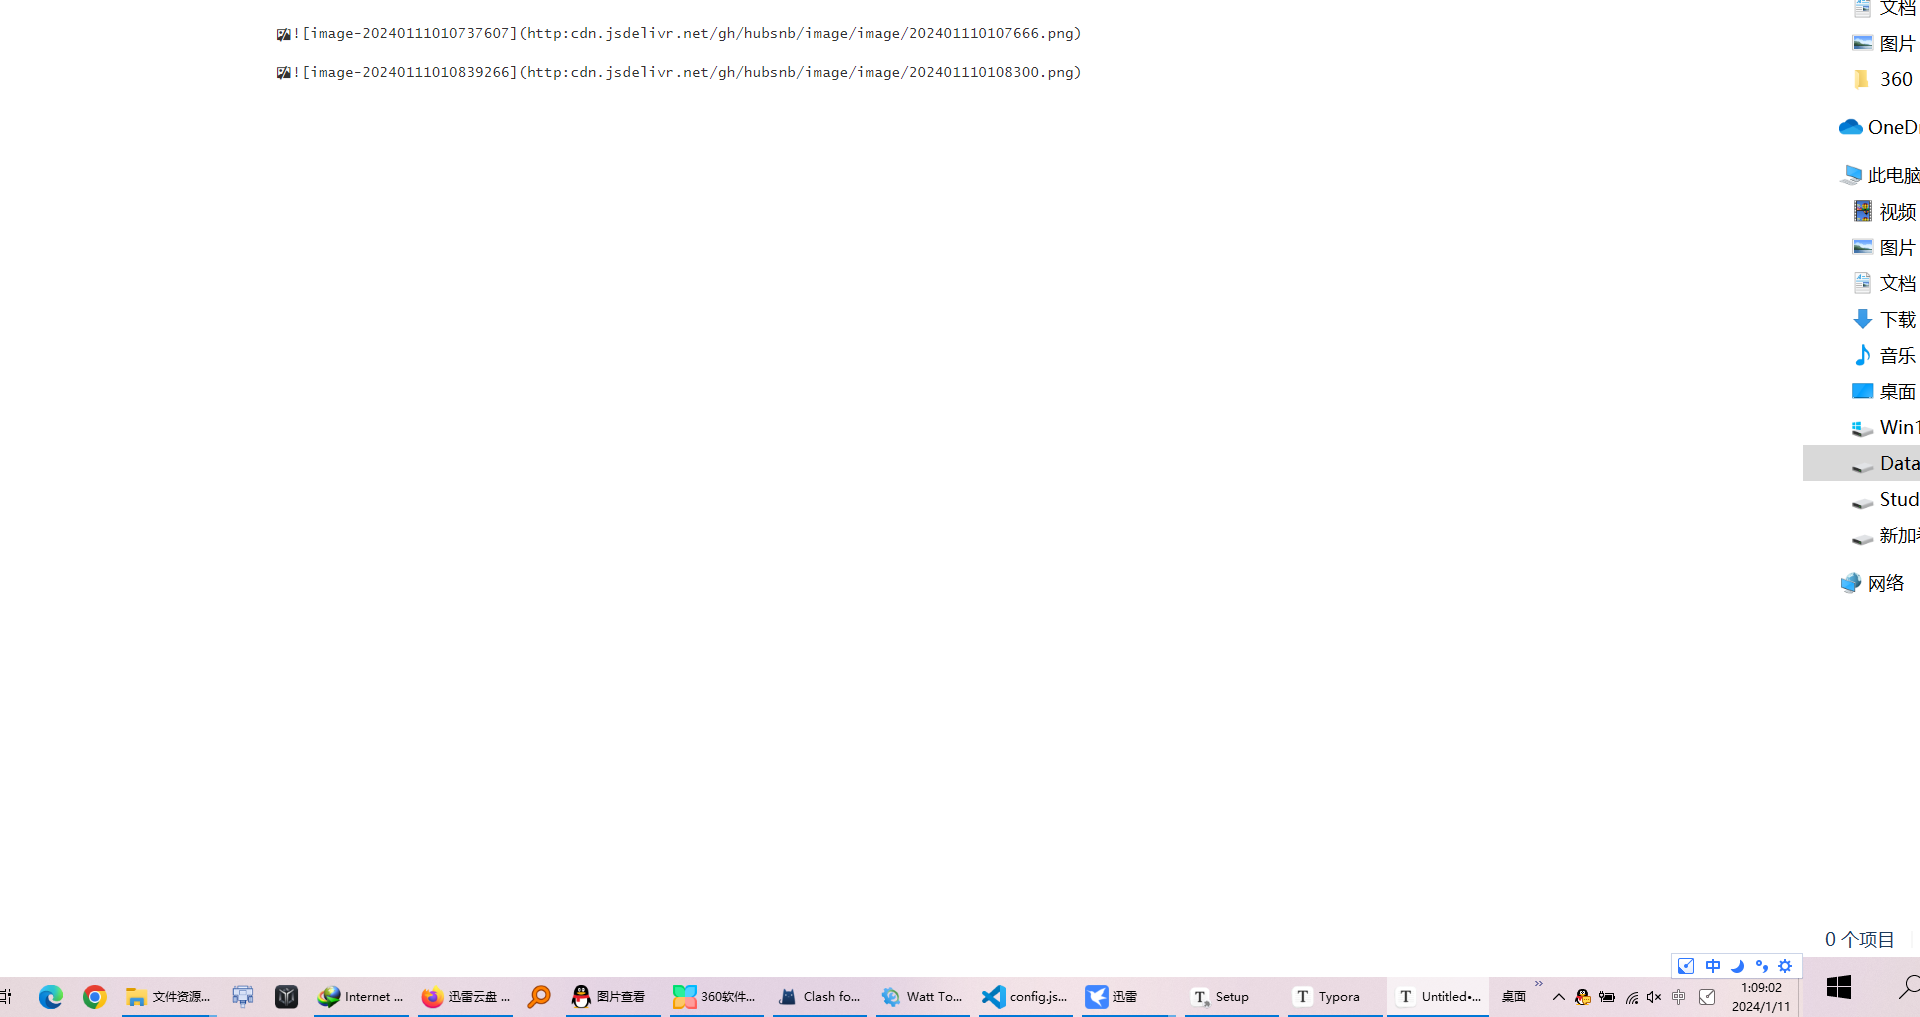 ![image-20240111010737607](http:cdn.jsdelivr.net/gh/hubsnb/image/image/202401110107666.png)
![image-20240111010839266](http:cdn.jsdelivr.net/gh/hubsnb/image/image/202401110108300.png)
文档
图片
360
OneDr
此电脑
视频
图片
文档
下载
音乐
桌面
Win1
Data
Stud
新加卷
网络
0 个项目
中
文件资源...
Internet ...
迅雷云盘 ...
图片查看
360软件...
Clash fo...
Watt To...
config.js...
迅雷
Setup
Typora
Untitled•...
桌面
中
1:09:02
2024/1/11